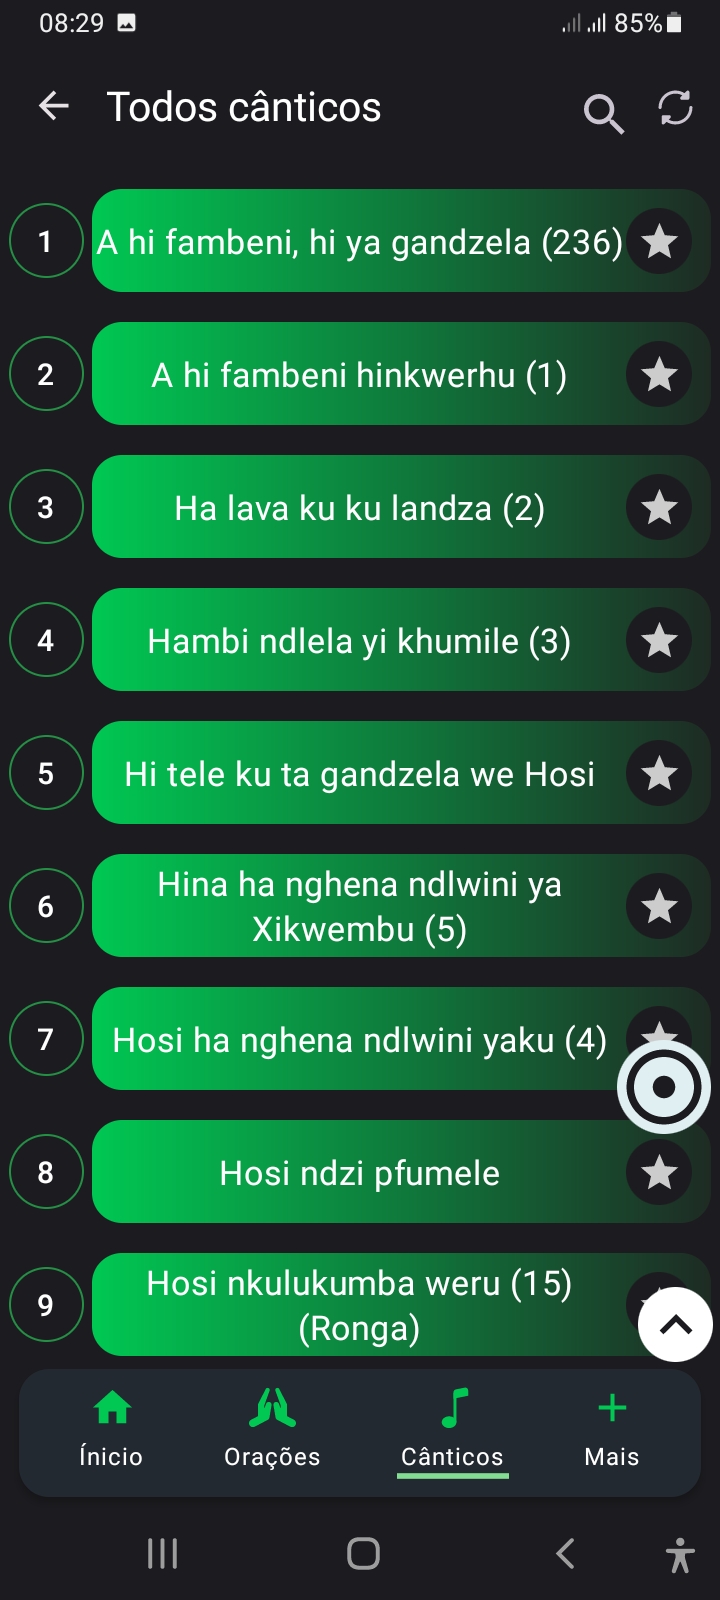 08:29
85%
Todos cânticos
1
A hi fambeni, hi ya gandzela (236)
2
A hi fambeni hinkwerhu (1)
3
Ha lava ku ku landza (2)
4
Hambi ndlela yi khumile (3)
5
Hi tele ku ta gandzela we Hosi
6
Hina ha nghena ndlwini ya
Xikwembu (5)
7
Hosi ha nghena ndlwini yaku (4)
8
Hosi ndzi pfumele
9
Hosi nkulukumba weru (15)
(Ronga)
Ínicio
Orações
Cânticos
Mais